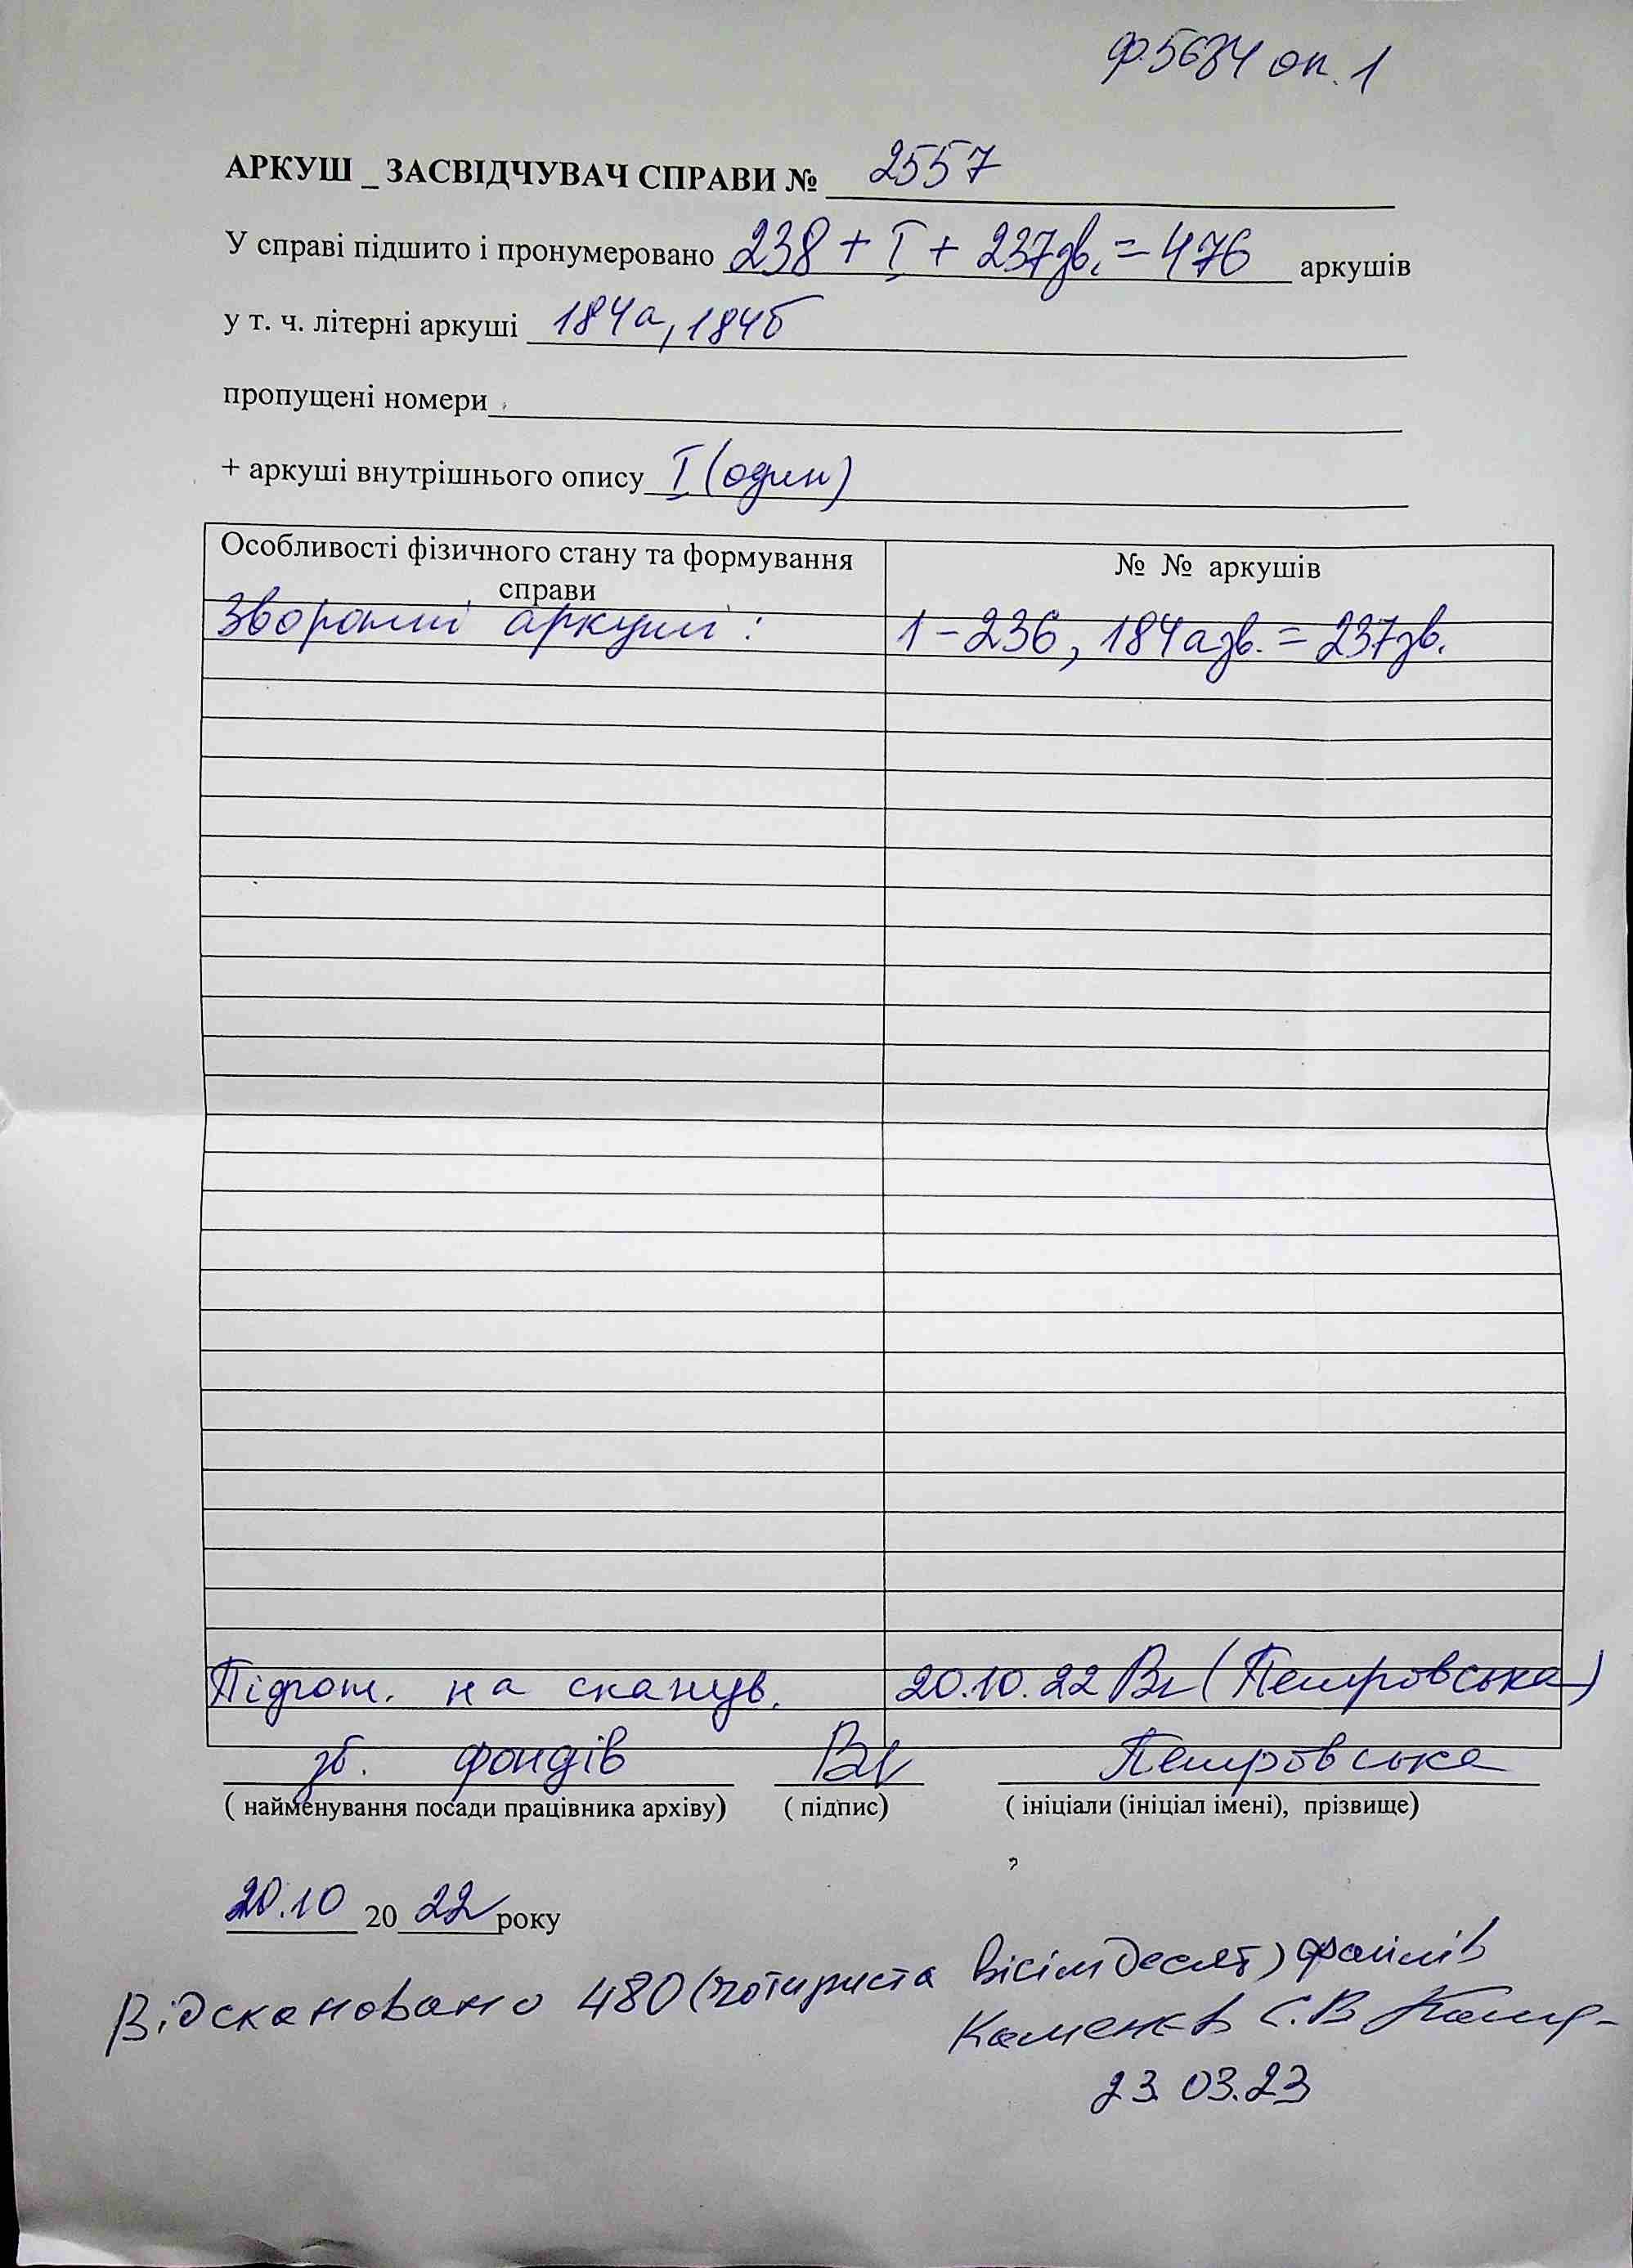 ф.5684 оп. 1
АРКУШ _ ЗАСВІДЧУВАЧ СПРАВИ № 2557
У справі підшито і пронумеровано 238 + I + 237зв. = 476 аркушів
у т. ч. літерні аркуші 184а, 184б
пропущені номери
+ аркуші внутрішнього опису I (один)
Особливості фізичного стану та формування справи
№ № аркушів
Зворотні аркуші :
1 – 236, 184а зв. = 237зв.
Підгот. на сканув.
20.10.22 (Петровська)
зб. фондів Петровська
( найменування посади працівника архіву) ( підпис) ( ініціали (ініціал імені), прізвище)
20.10 20 22 року
Відскановано 480 (чотириста вісімдесят) файлів
Каменєв С.В
23.03.23